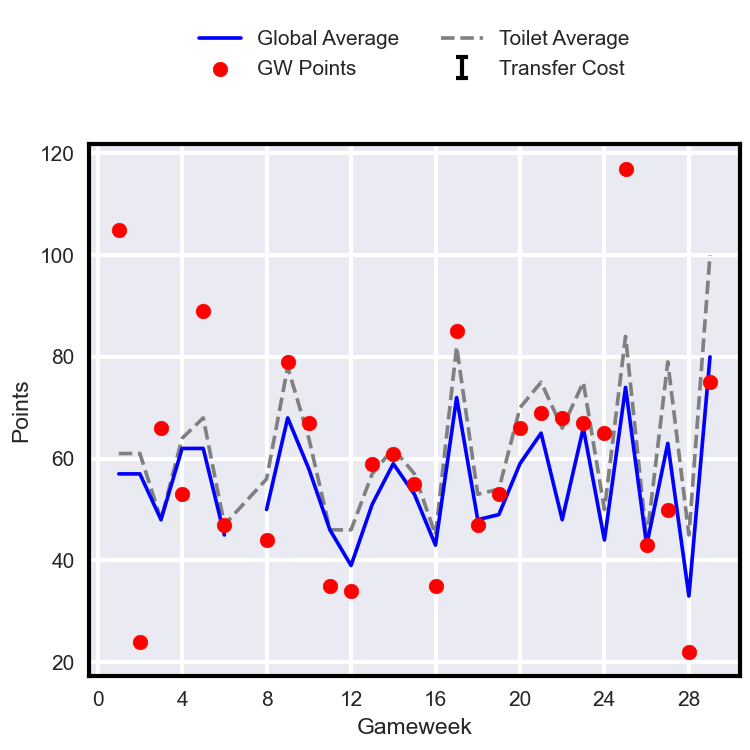 Global Average
Toilet Average
GW Points
Transfer Cost
120
100
80
60
40
20
Points
0 4 8 12 16 20 24 28
Gameweek